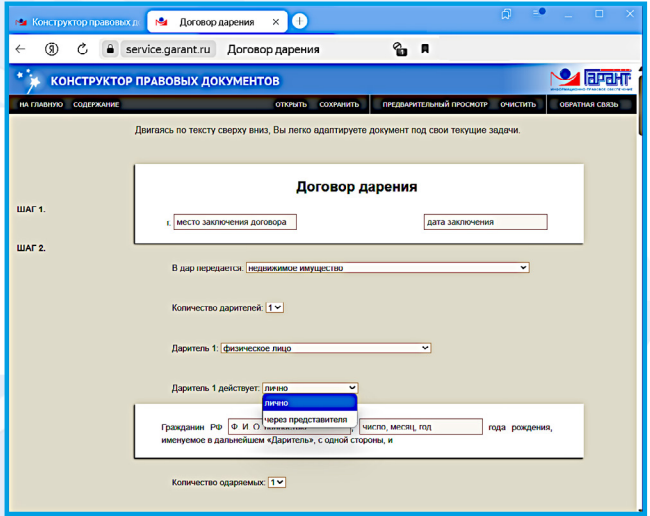 Конструктор правовых д
Договор дарения
service.garant.ru Договор дарения
КОНСТРУКТОР ПРАВОВЫХ ДОКУМЕНТОВ
ГАРАНТ
НА ГЛАВНУЮ СОДЕРЖАНИЕ ОТКРЫТЬ СОХРАНИТЬ ПРЕДВАРИТЕЛЬНЫЙ ПРОСМОТР ОЧИСТИТЬ ОБРАТНАЯ СВЯЗЬ
Двигаясь по тексту сверху вниз, Вы легко адаптируете документ под свои текущие задачи.
Договор дарения
ШАГ 1.
г. место заключения договора дата заключения
ШАГ 2.
В дар передается: недвижимое имущество
Количество дарителей: 1
Даритель 1: физическое лицо
Даритель 1 действует: лично
лично
через представителя
Гражданин РФ Ф И О , число, месяц, год года рождения,
именуемое в дальнейшем «Даритель», с одной стороны, и
Количество одаряемых: 1